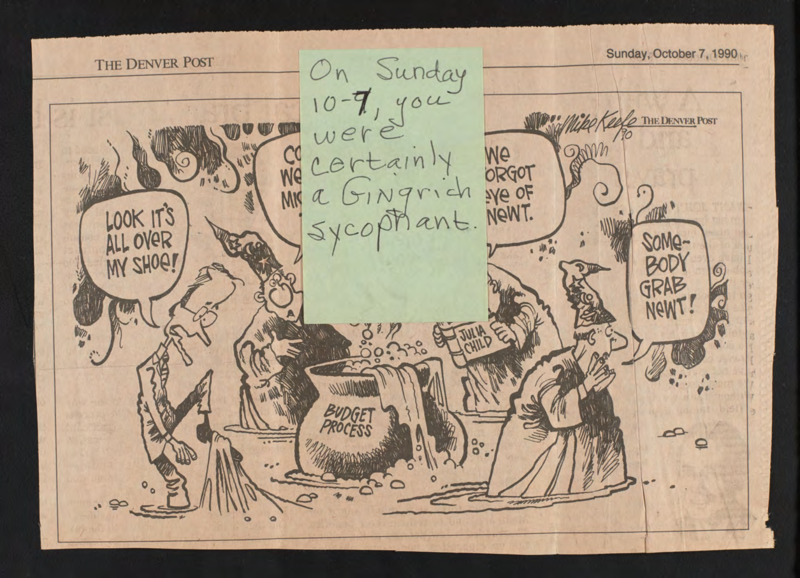 THE DENVER POST
Sunday, October 7, 1990
On Sunday
10-7, you
were
certainly
a Gingrich
sycophant.
Mike Keefe '90 THE DENVER POST
LOOK IT'S
ALL OVER
MY SHOE!
WE
EYE OF
NEWT.
SOME-
BODY
GRAB
NEWT!
JULIA
CHILD
BUDGET
PROCESS